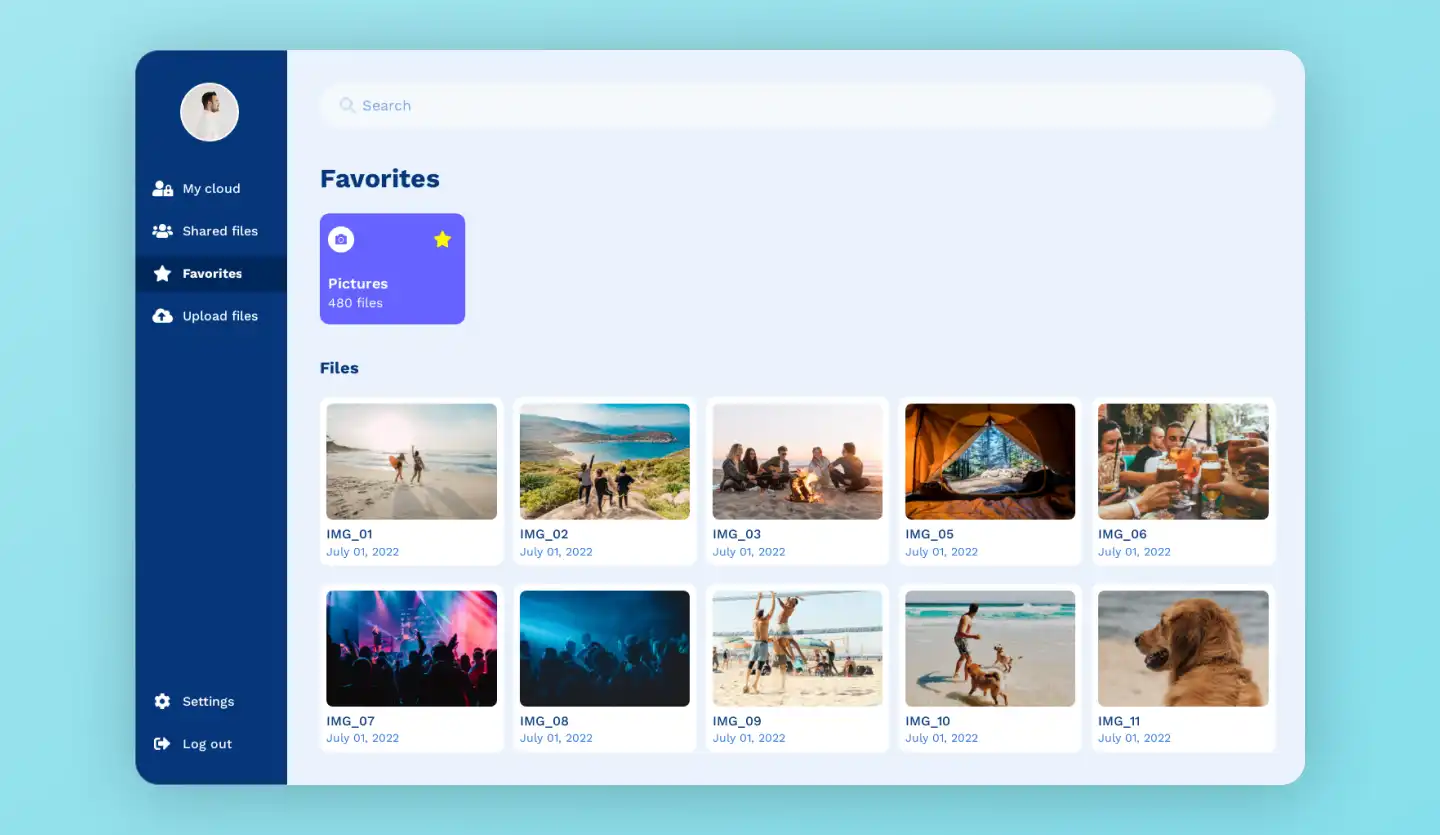 Search
My cloud
Shared files
Favorites
Upload files
Settings
Log out
Favorites
Pictures
480 files
Files
IMG_01
July 01, 2022
IMG_02
July 01, 2022
IMG_03
July 01, 2022
IMG_05
July 01, 2022
IMG_06
July 01, 2022
IMG_07
July 01, 2022
IMG_08
July 01, 2022
IMG_09
July 01, 2022
IMG_10
July 01, 2022
IMG_11
July 01, 2022